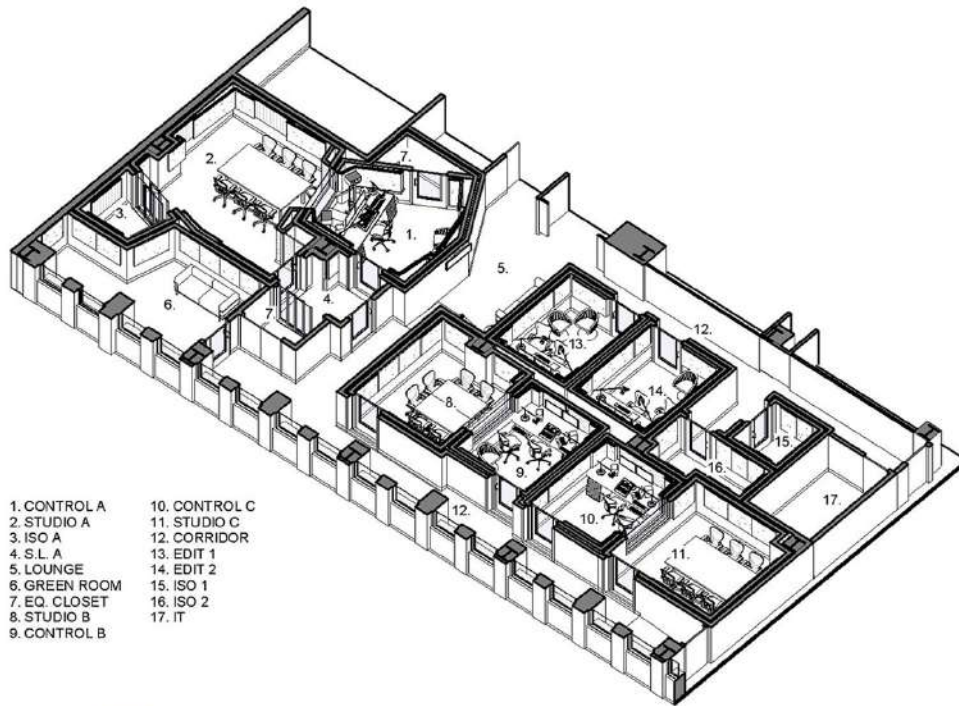 2.
7.
3.
1.
5.
4.
6.
7.
12.
13.
14.
8.
15.
16.
9.
17.
10.
12.
11.
1. CONTROL A
2. STUDIO A
3. ISO A
4. S.L. A
5. LOUNGE
6. GREEN ROOM
7. EQ. CLOSET
8. STUDIO B
9. CONTROL B
10. CONTROL C
11. STUDIO C
12. CORRIDOR
13. EDIT 1
14. EDIT 2
15. ISO 1
16. ISO 2
17. IT